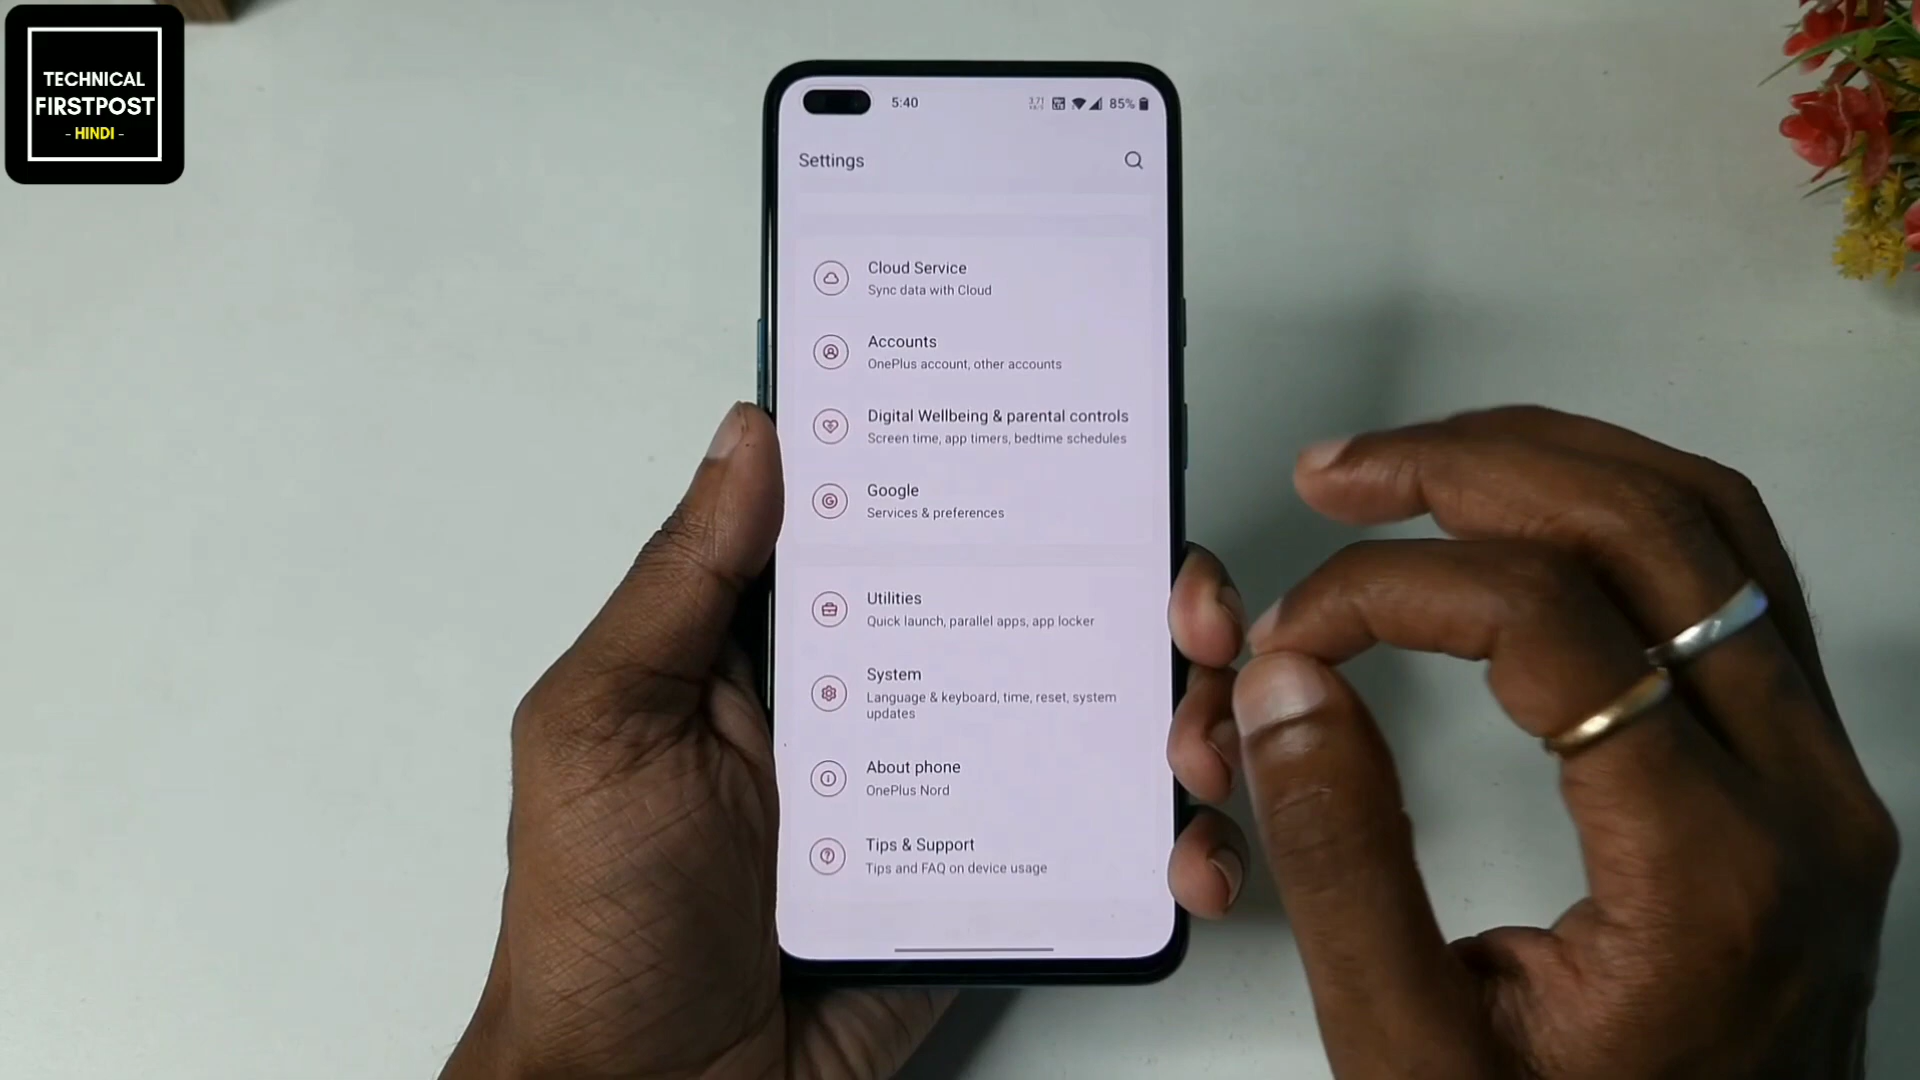 TECHNICAL
FIRSTPOST
- HINDI -
5:40
85%
Settings
Cloud Service
Sync data with Cloud
Accounts
OnePlus account, other accounts
Digital Wellbeing & parental controls
Screen time, app timers, bedtime schedules
Google
Services & preferences
Utilities
Quick launch, parallel apps, app locker
System
Language & keyboard, time, reset, system
updates
About phone
OnePlus Nord
Tips & Support
Tips and FAQ on device usage